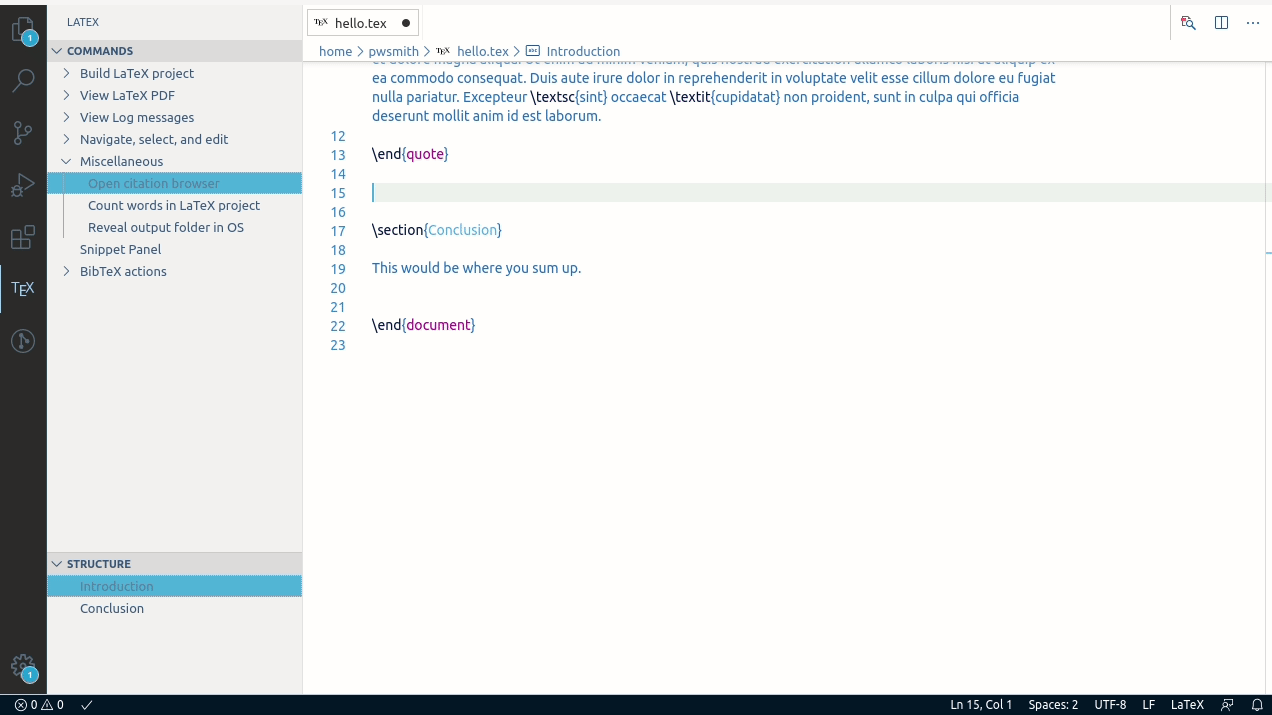 LATEX
COMMANDS
Build LaTeX project
View LaTeX PDF
View Log messages
Navigate, select, and edit
Miscellaneous
Open citation browser
Count words in LaTeX project
Reveal output folder in OS
Snippet Panel
BibTeX actions
STRUCTURE
Introduction
Conclusion
1
1
TEX
TEX hello.tex ●
home > pwsmith > TEX hello.tex > abc Introduction
ea commodo consequat. Duis aute irure dolor in reprehenderit in voluptate velit esse cillum dolore eu fugiat
nulla pariatur. Excepteur \textsc{sint} occaecat \textit{cupidatat} non proident, sunt in culpa qui officia
deserunt mollit anim id est laborum.
12
13 \end{quote}
14
15
16
17 \section{Conclusion}
18
19 This would be where you sum up.
20
21
22 \end{document}
23
0 0 Ln 15, Col 1 Spaces: 2 UTF-8 LF LaTeX